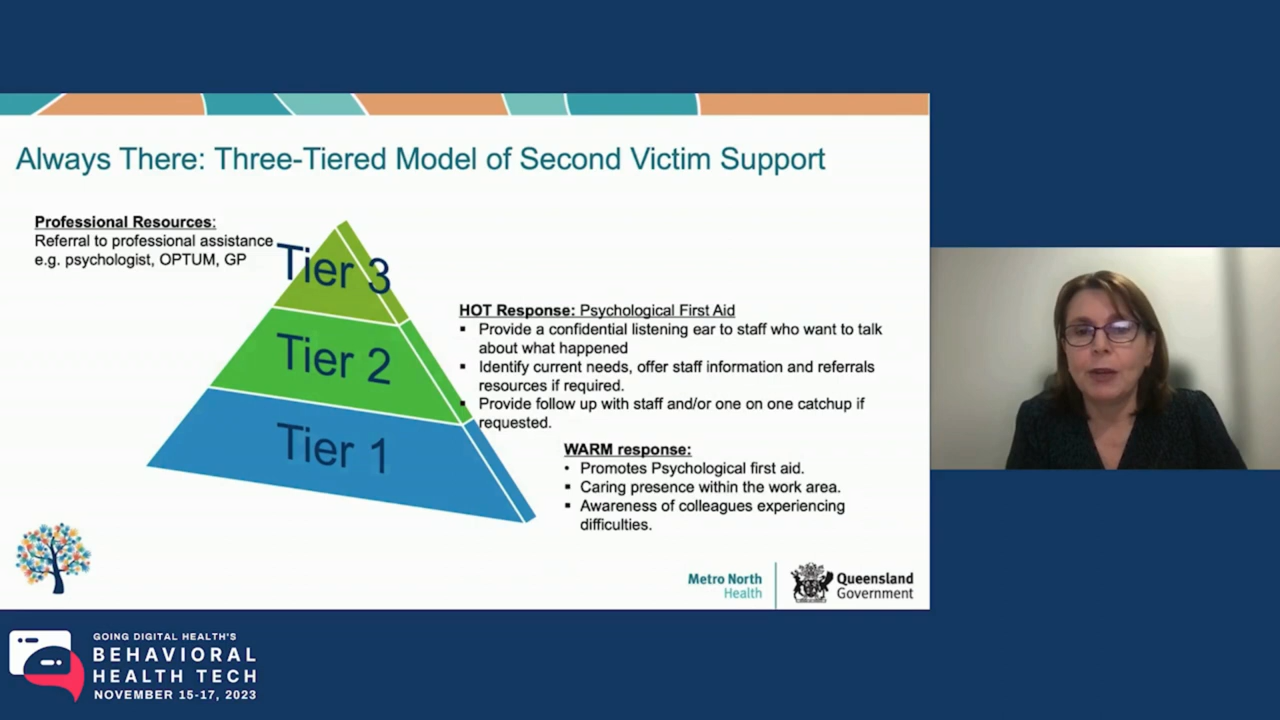 Always There: Three-Tiered Model of Second Victim Support
Professional Resources:
Referral to professional assistance
e.g. psychologist, OPTUM, GP
Tier 3
Tier 2
Tier 1
HOT Response: Psychological First Aid
▪ Provide a confidential listening ear to staff who want to talk
about what happened
▪ Identify current needs, offer staff information and referrals
resources if required.
▪ Provide follow up with staff and/or one on one catchup if
requested.
WARM response:
• Promotes Psychological first aid.
▪ Caring presence within the work area.
▪ Awareness of colleagues experiencing
difficulties.
Metro North
Health
Queensland
Government
GOING DIGITAL HEALTH'S
BEHAVIORAL
HEALTH TECH
NOVEMBER 15-17, 2023